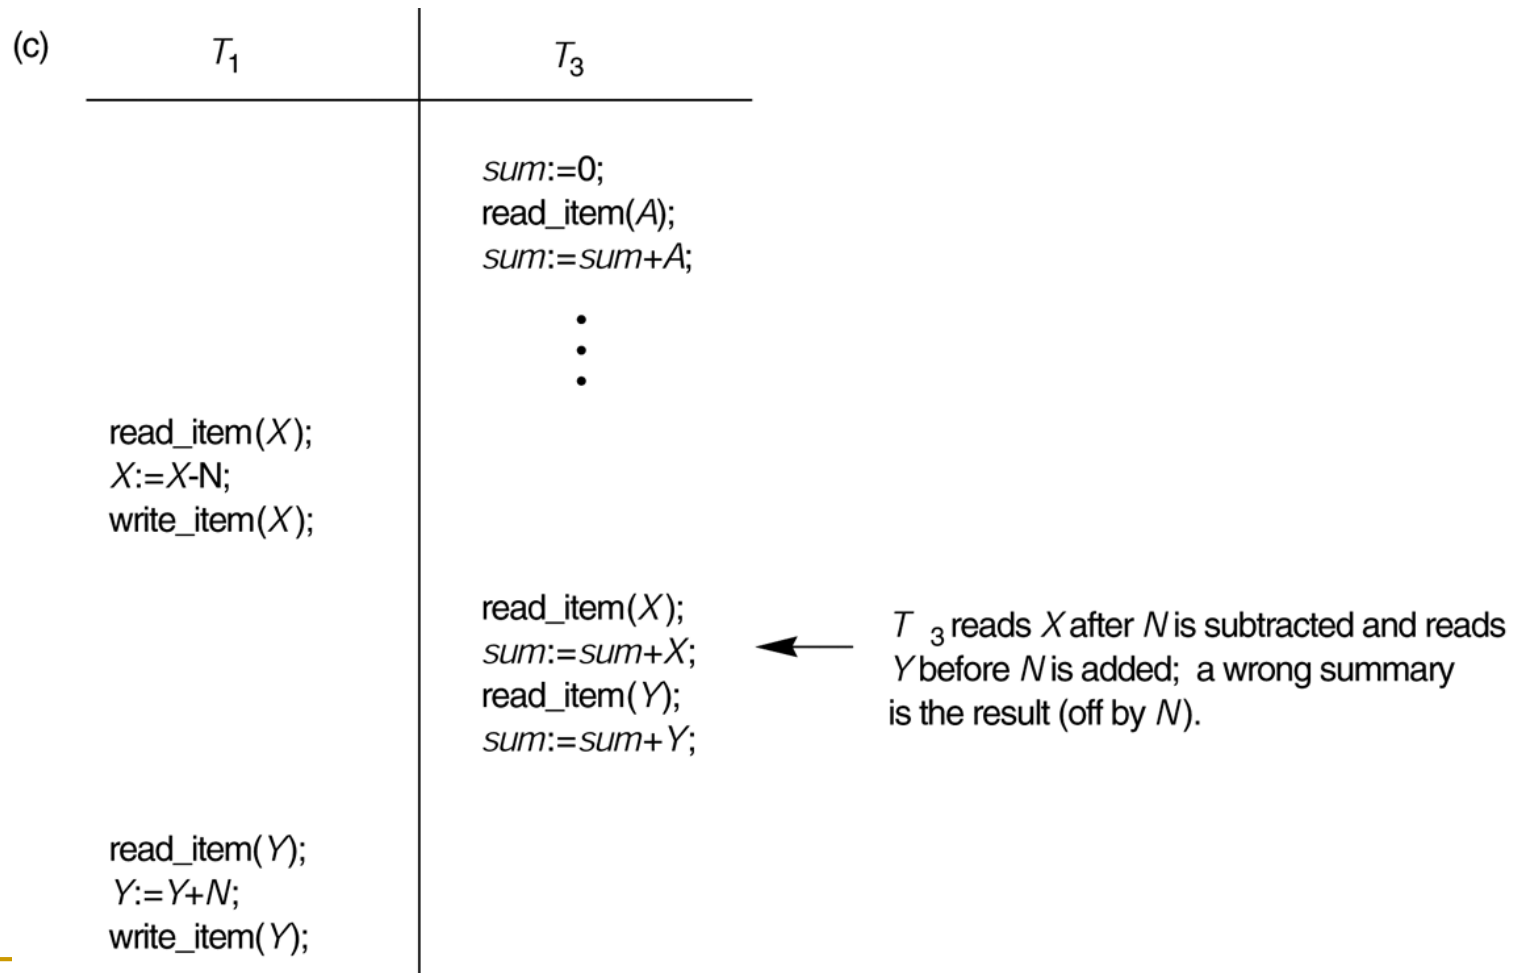 (c)
T1
T3
sum:=0;
read_item(A);
sum:=sum+A;
read_item(X);
X:=X-N;
write_item(X);
read_item(X);
sum:=sum+X;
read_item(Y);
sum:=sum+Y;
T 3 reads X after N is subtracted and reads
Y before N is added; a wrong summary
is the result (off by N).
read_item(Y);
Y:=Y+N;
write_item(Y);